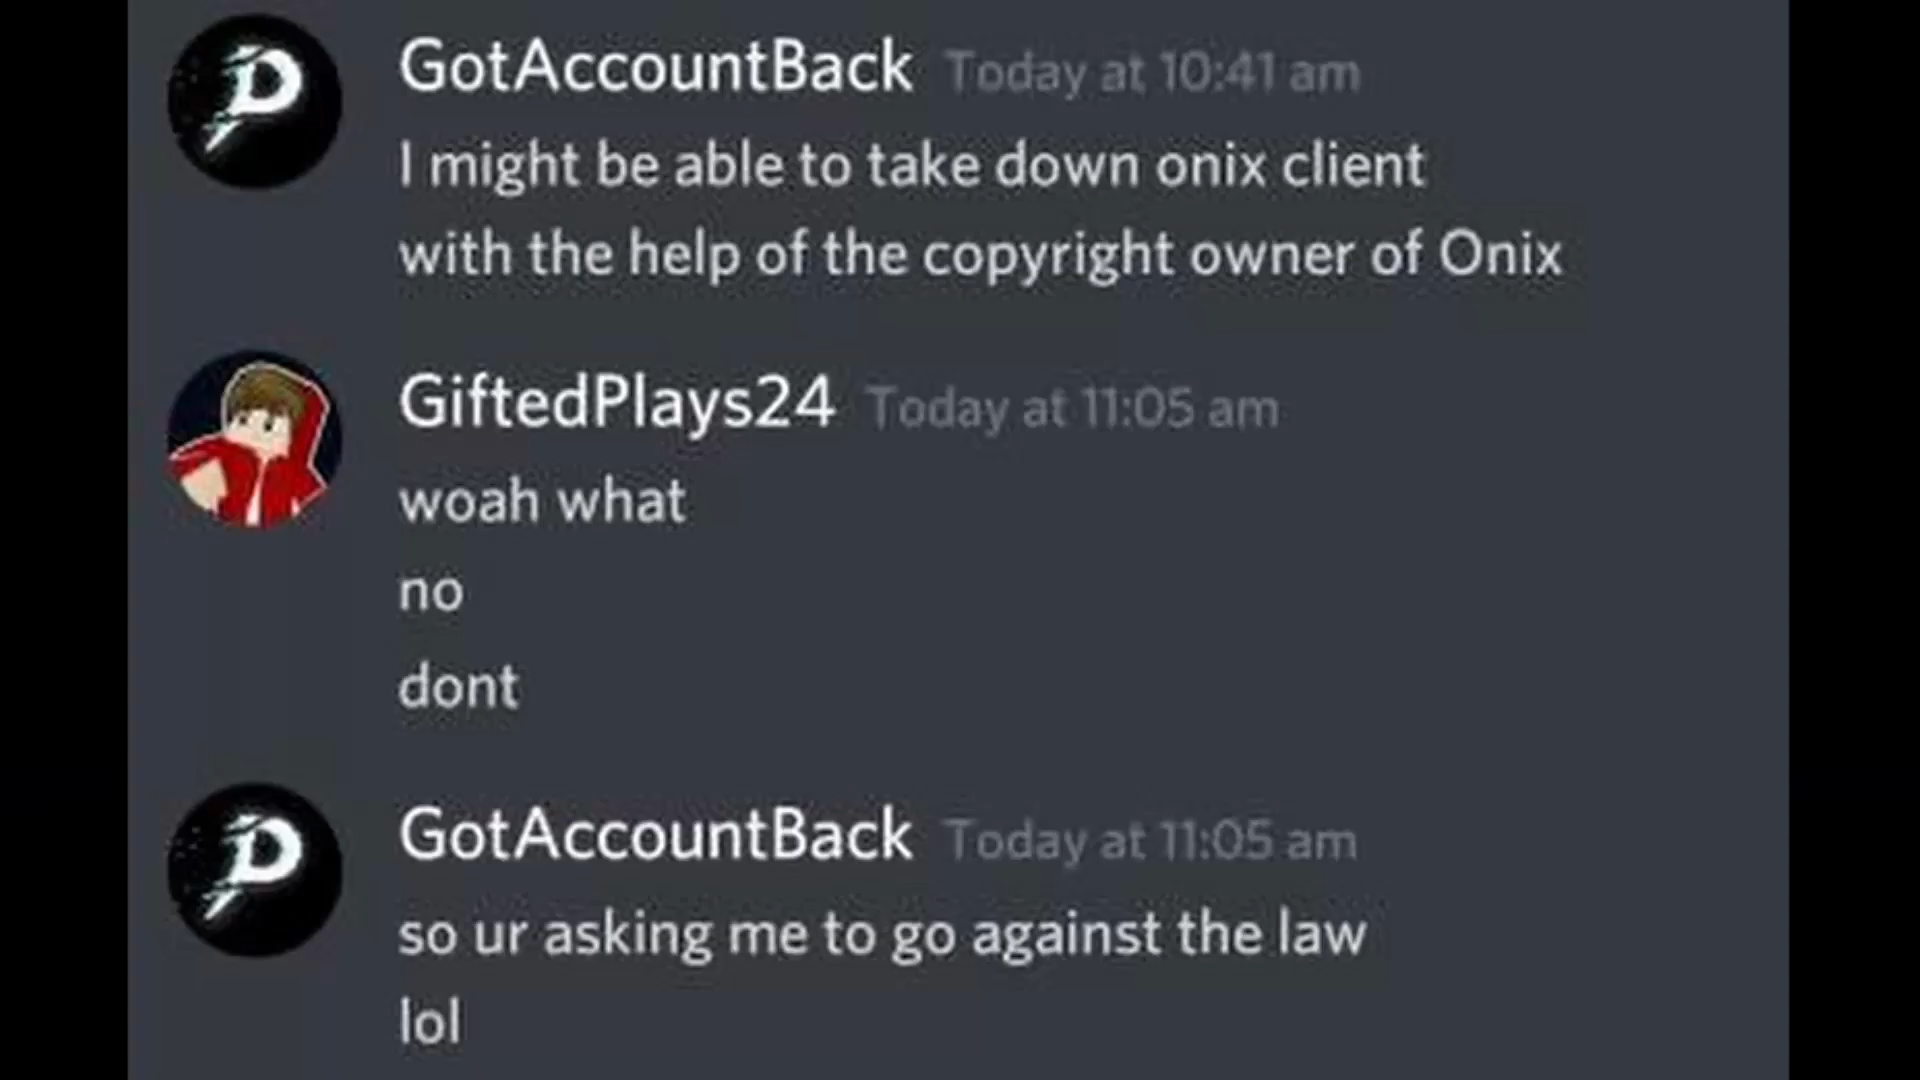 GotAccountBack Today at 10:41 am
I might be able to take down onix client
with the help of the copyright owner of Onix
GiftedPlays24 Today at 11:05 am
woah what
no
dont
GotAccountBack Today at 11:05 am
so ur asking me to go against the law
lol